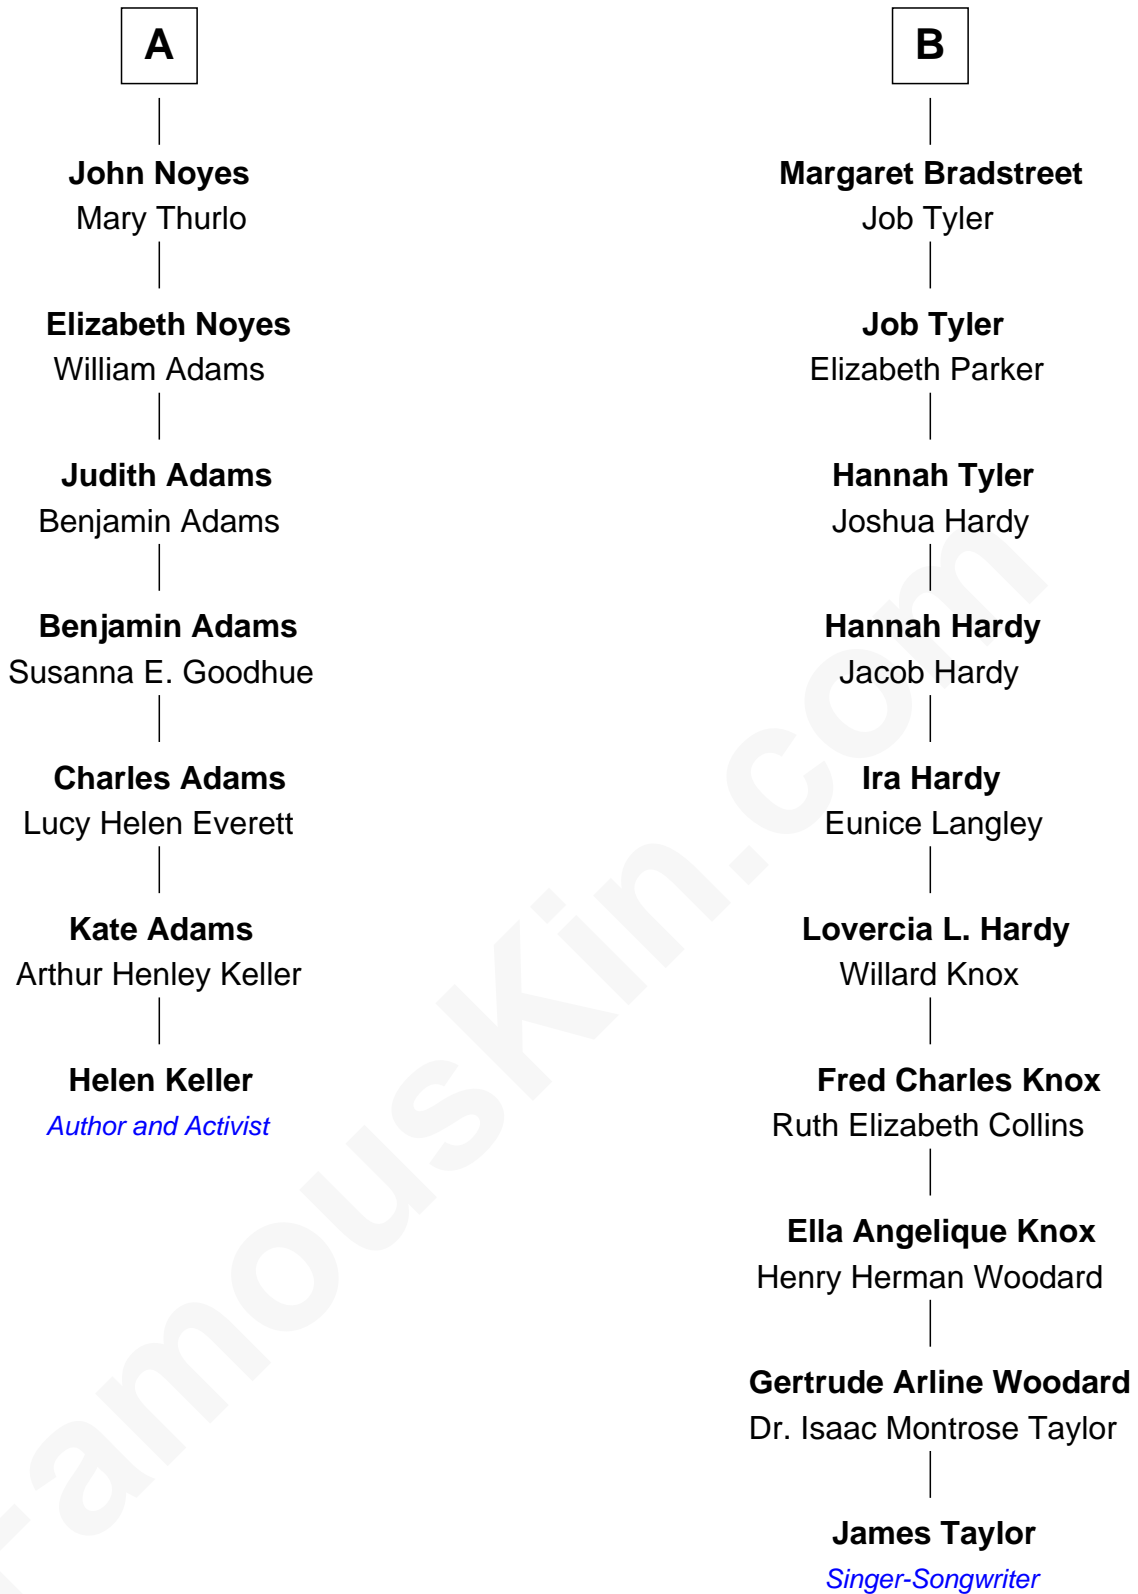 A
John Noyes
Mary Thurlo
Elizabeth Noyes
William Adams
Judith Adams
Benjamin Adams
Benjamin Adams
Susanna E. Goodhue
Charles Adams
Lucy Helen Everett
Kate Adams
Arthur Henley Keller
Helen Keller
Author and Activist
B
Margaret Bradstreet
Job Tyler
Job Tyler
Elizabeth Parker
Hannah Tyler
Joshua Hardy
Hannah Hardy
Jacob Hardy
Ira Hardy
Eunice Langley
Lovercia L. Hardy
Willard Knox
Fred Charles Knox
Ruth Elizabeth Collins
Ella Angelique Knox
Henry Herman Woodard
Gertrude Arline Woodard
Dr. Isaac Montrose Taylor
James Taylor
Singer-Songwriter
FamousKin.com